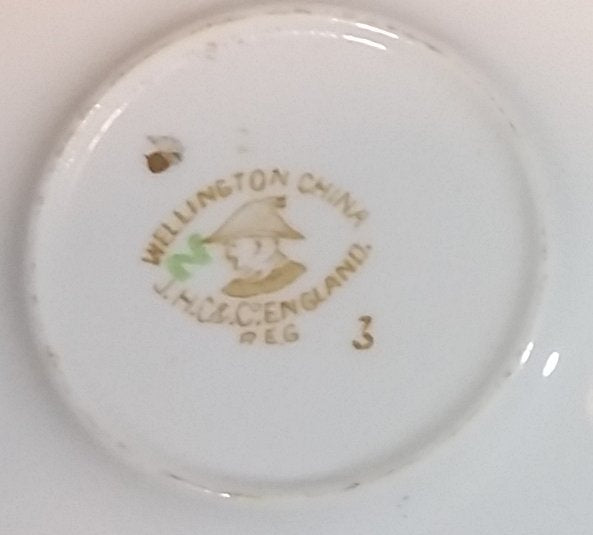 WELLINGTON CHINA
J.H.C.&Cº. ENGLAND.
REG
3
N